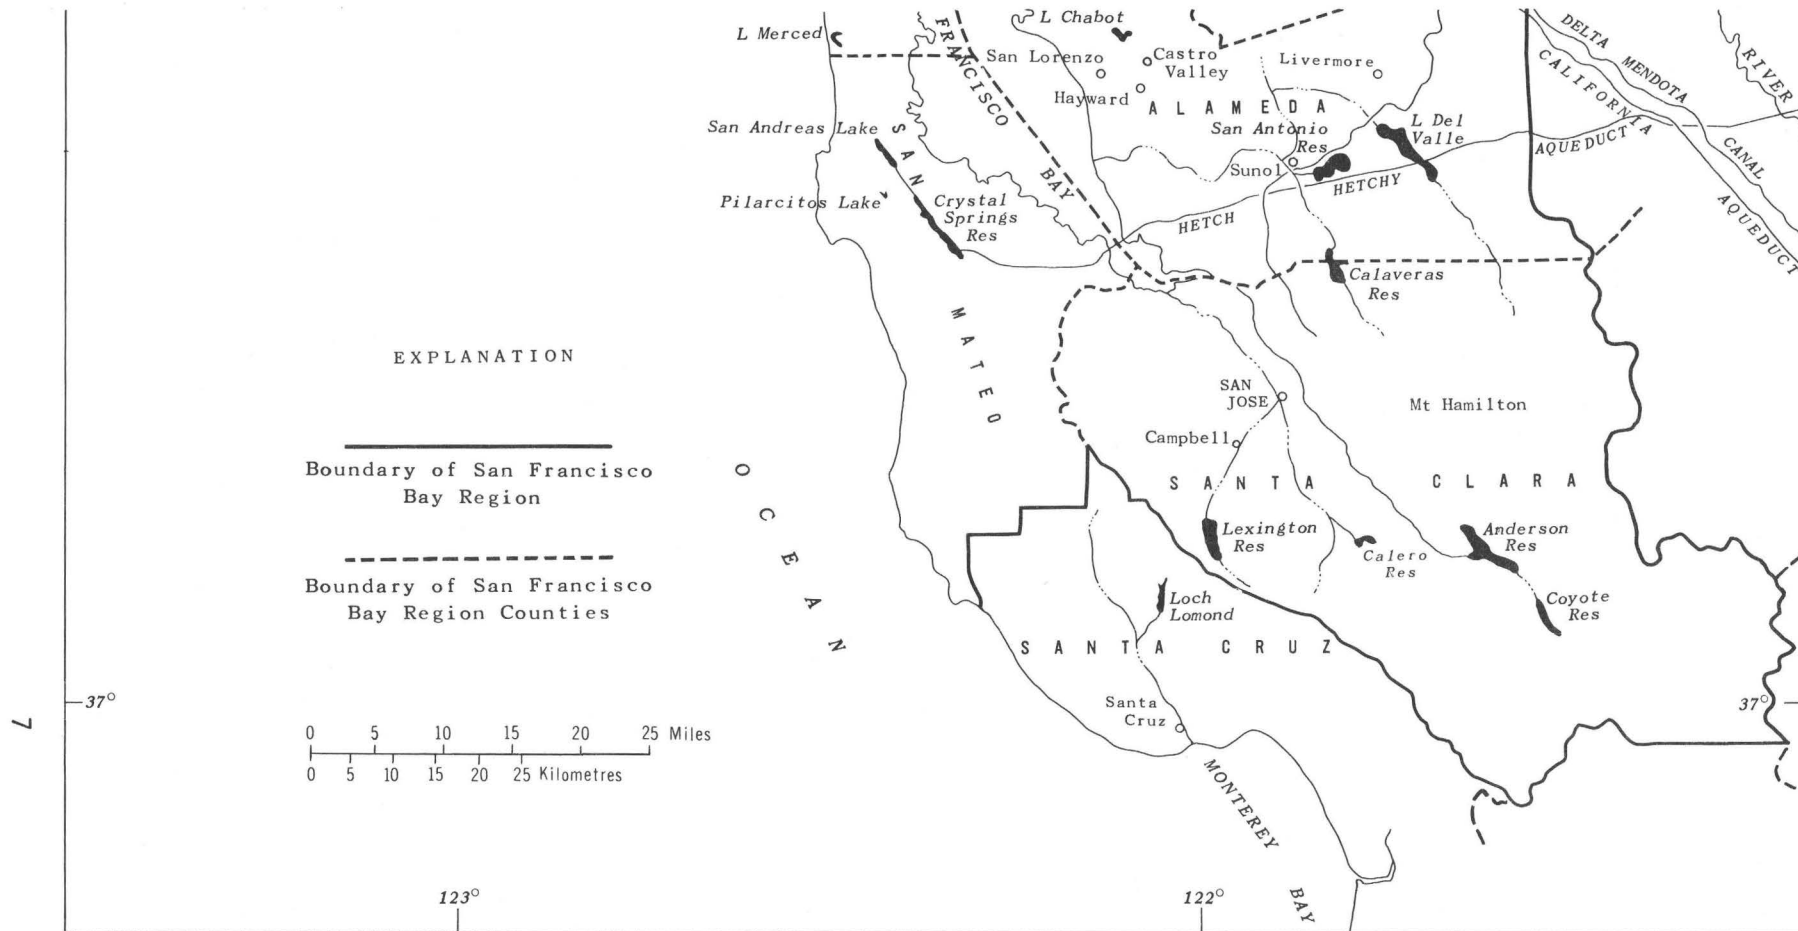 L Chabot
L Merced
FRANCISCO
BAY
San Lorenzo
Castro
Valley
Livermore
Hayward
ALAMEDA
DELTA
MENDOTA
CANAL
CALIFORNIA
AQUEDUCT
RIVER
San Andreas Lake
San Antonio
Res
L Del
Valle
AQUEDUCT
Sunol
HETCHY
HETCH
Pilarcitos Lake
Crystal
Springs
Res
SAN
MATEO
Calaveras
Res
EXPLANATION
Boundary of San Francisco
Bay Region
Boundary of San Francisco
Bay Region Counties
SAN
JOSE
Mt Hamilton
Campbell
SANTA CLARA
OCEAN
Lexington
Res
Calero
Res
Anderson
Res
Coyote
Res
Loch
Lomond
SANTA CRUZ
Santa
Cruz
37°
37°
7
0 5 10 15 20 25 Miles
0 5 10 15 20 25 Kilometres
MONTEREY
BAY
123°
122°